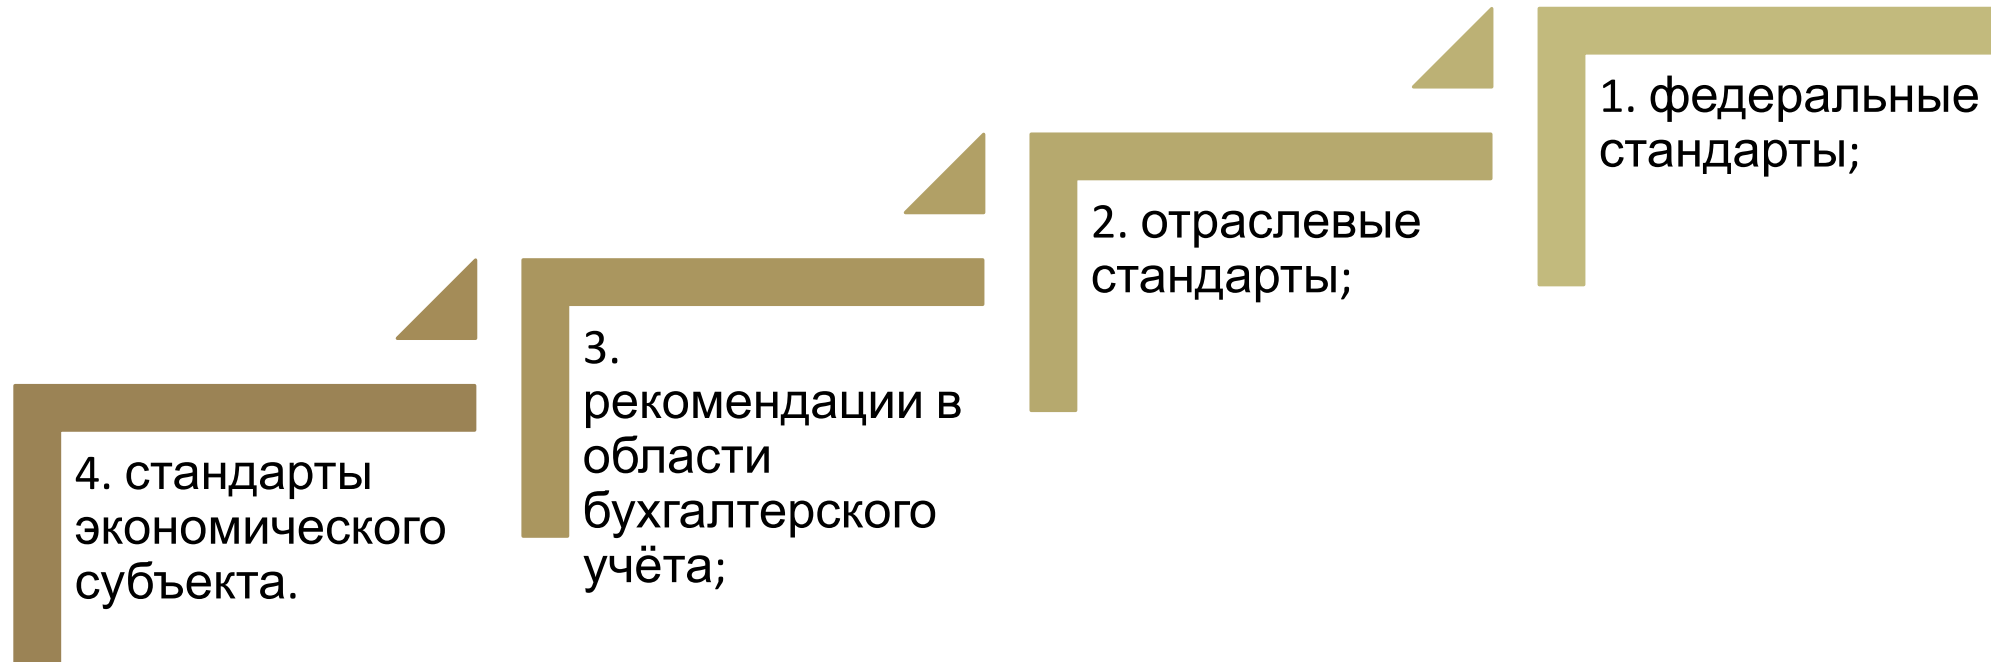 1. федеральные
стандарты;
2. отраслевые
стандарты;
3.
рекомендации в
области
бухгалтерского
учёта;
4. стандарты
экономического
субъекта.